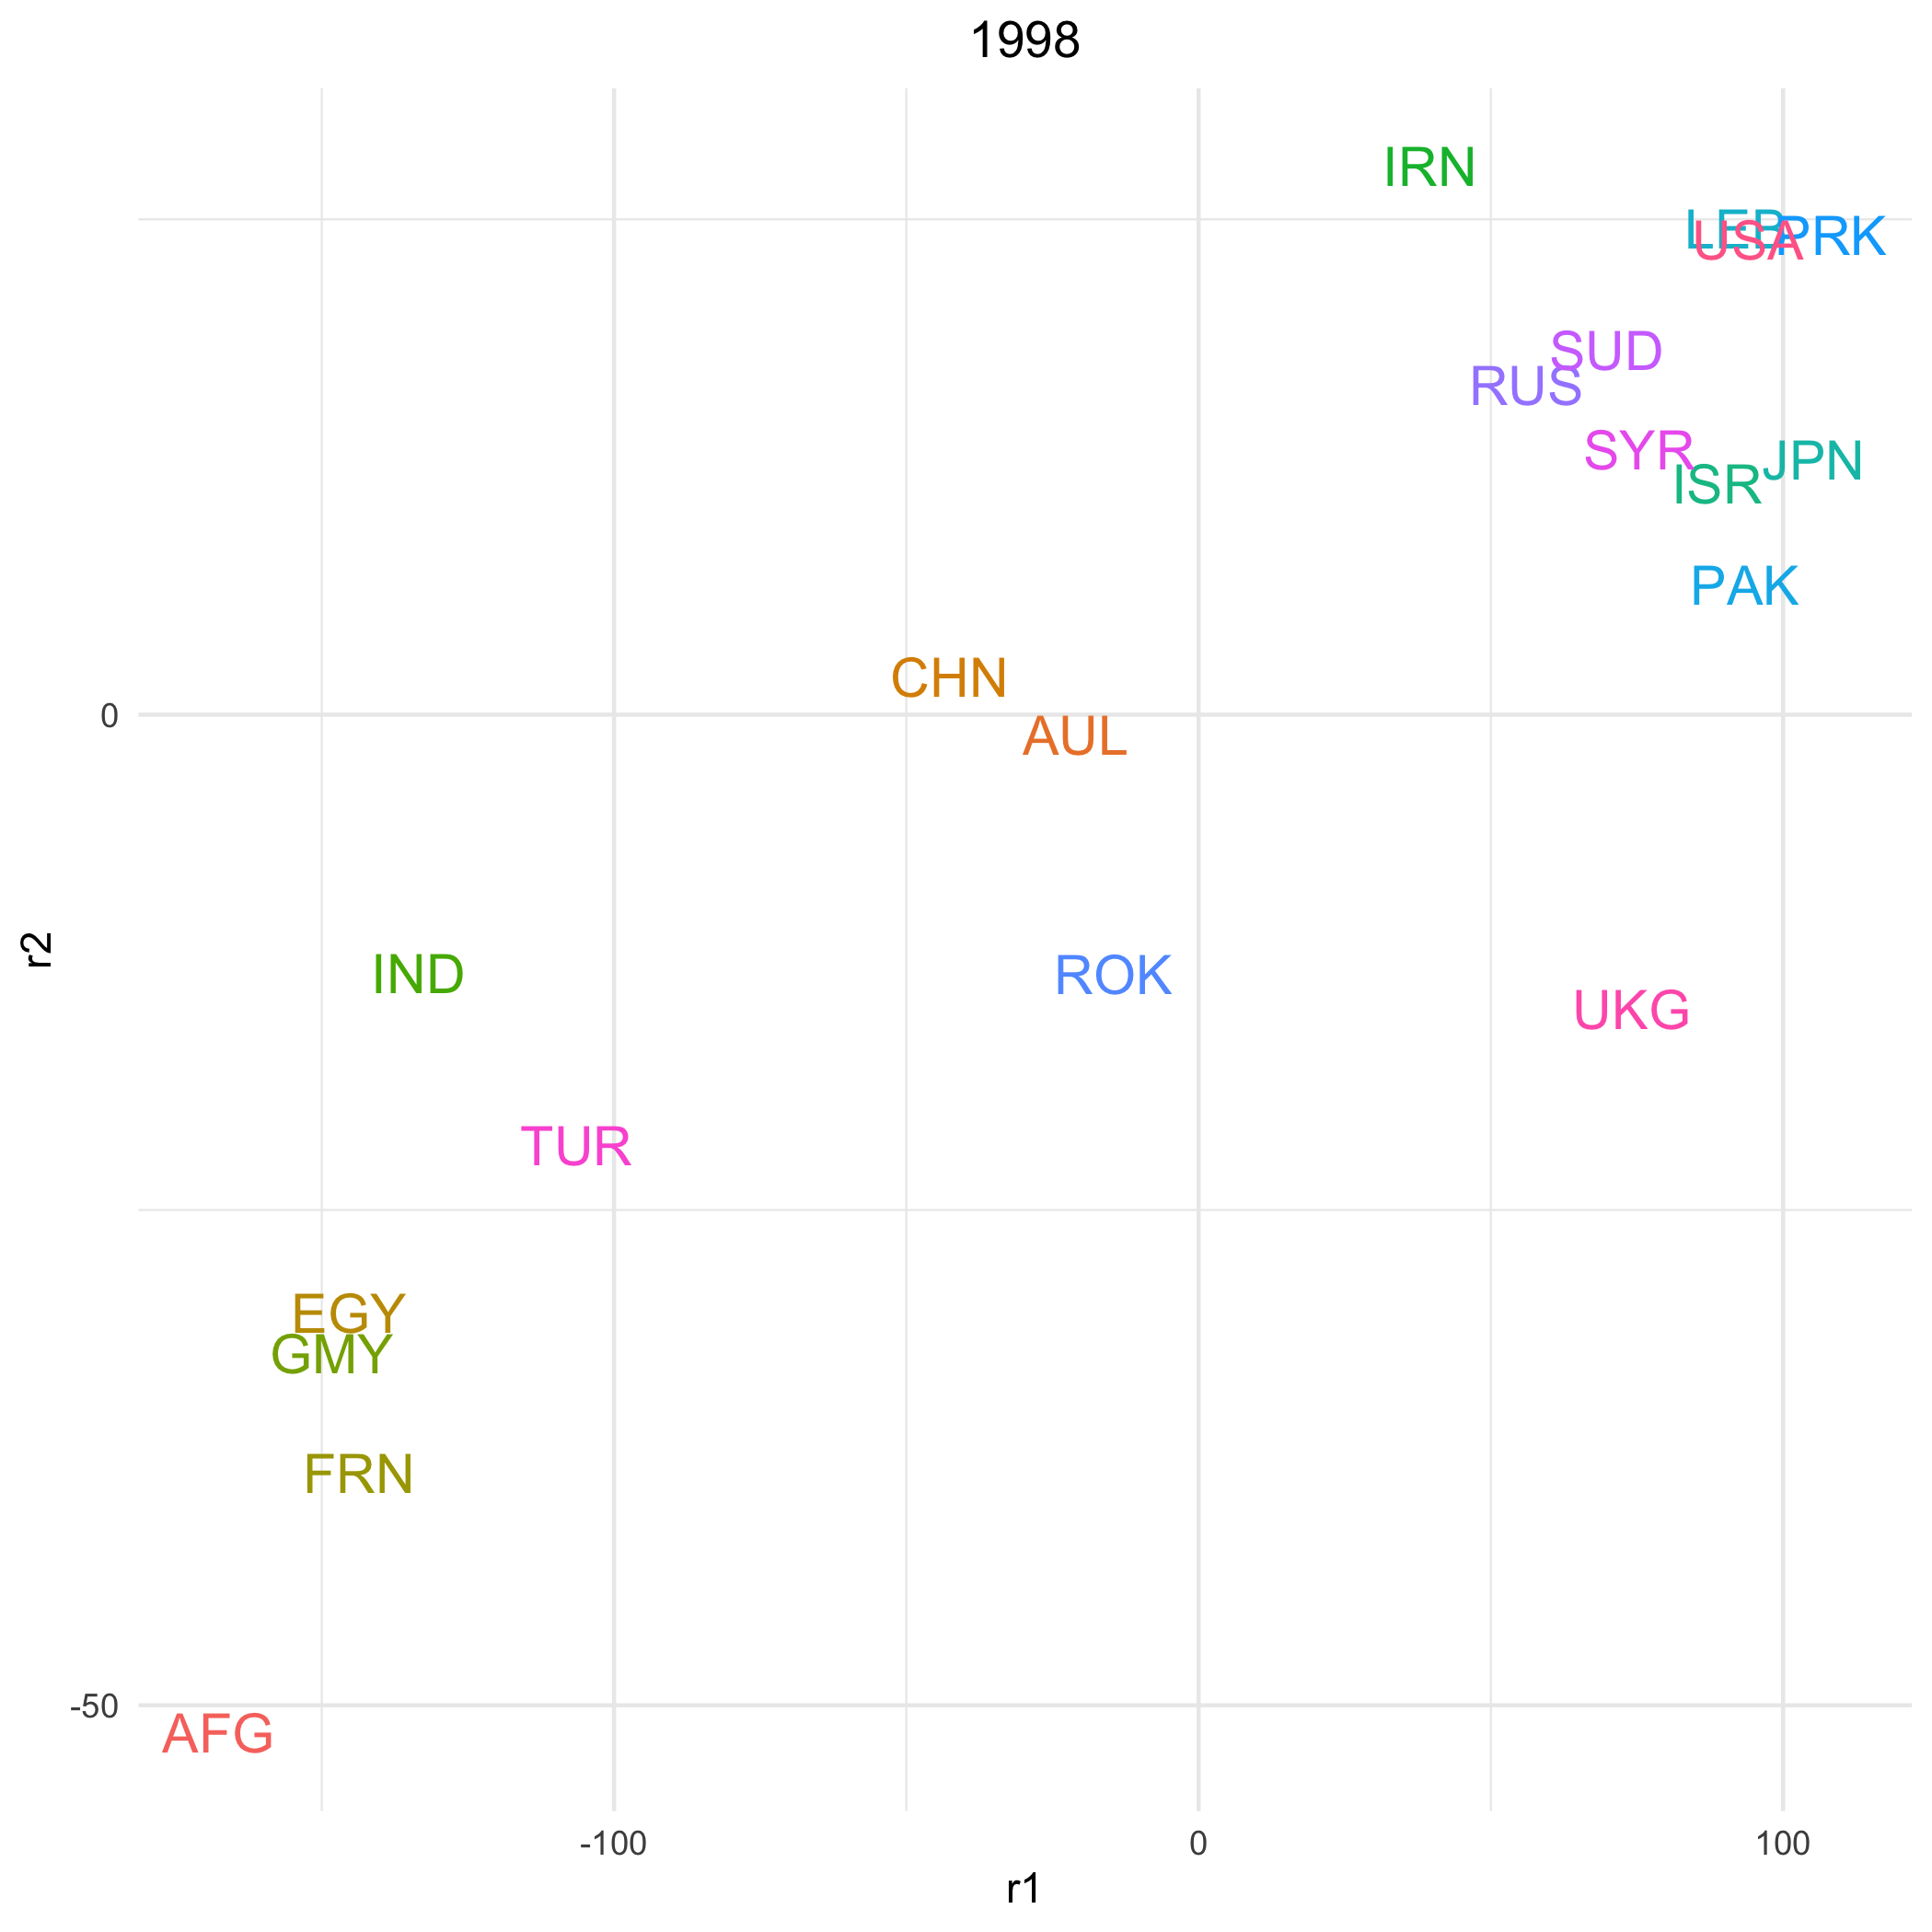 1998
IRN
LEB
USA
PRK
SUD
RUS
SYR
JPN
ISR
PAK
CHN
0
AUL
r2
IND
ROK
UKG
TUR
EGY
GMY
FRN
-50
AFG
-100
0
100
r1